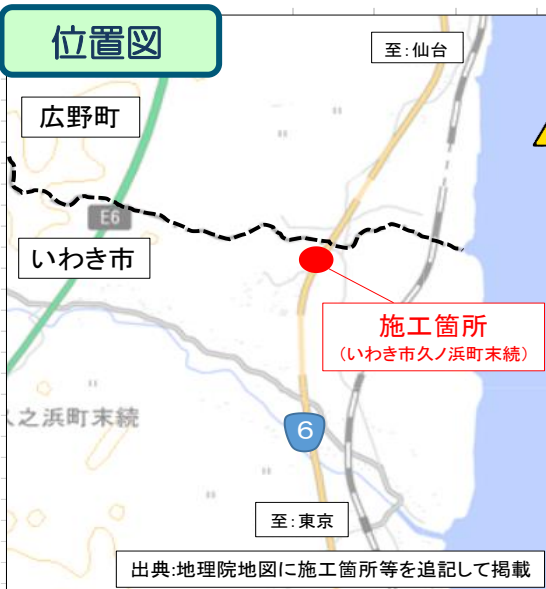 位置図
至:仙台
広野町
E6
いわき市
施工箇所
(いわき市久ノ浜町末続)
久之浜町末続
6
至:東京
出典:地理院地図に施工箇所等を追記して掲載